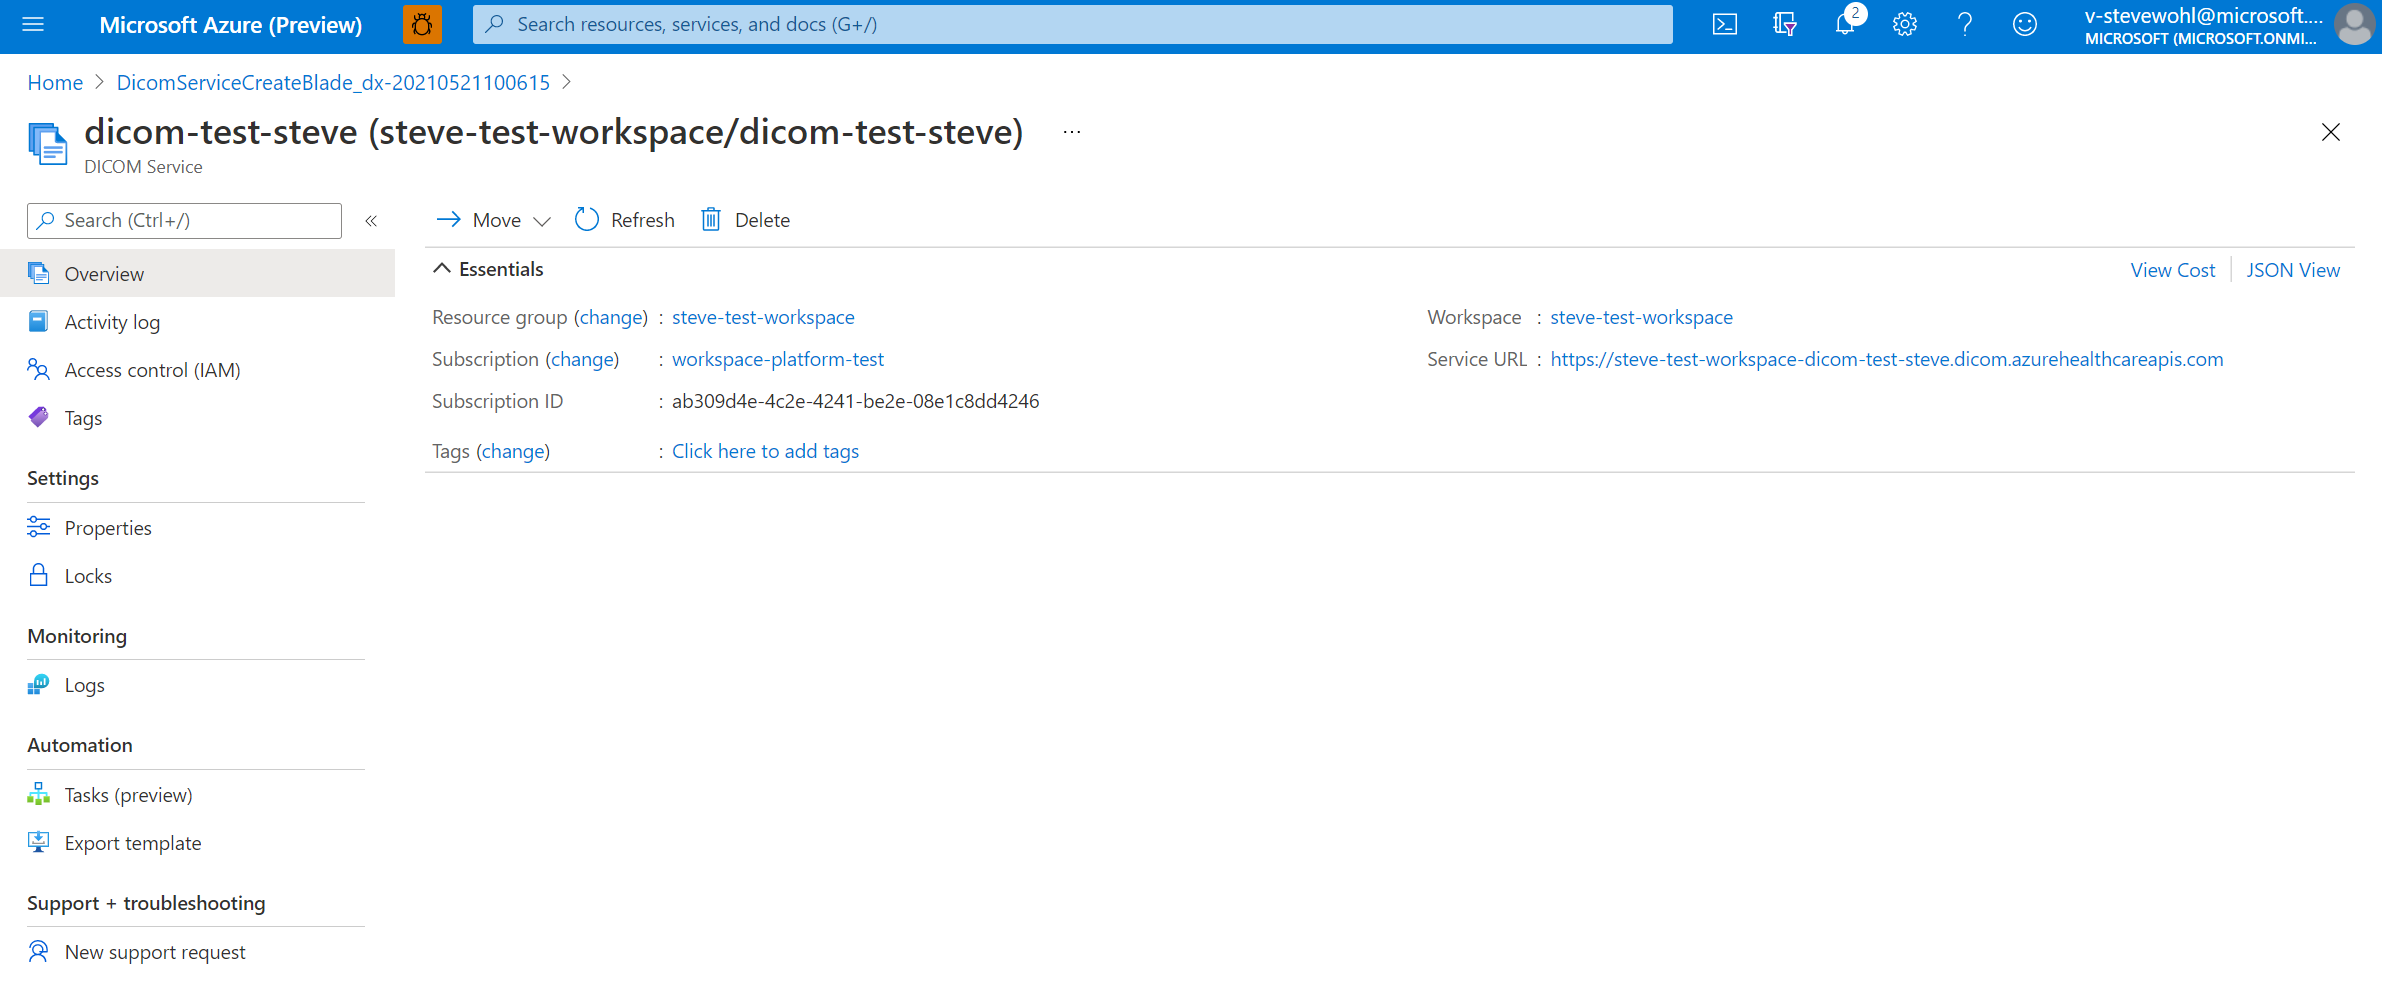 Microsoft Azure (Preview)
Search resources, services, and docs (G+/)
2
v-stevewohl@microsoft....
MICROSOFT (MICROSOFT.ONMI...
Home > DicomServiceCreateBlade_dx-20210521100615 >
dicom-test-steve (steve-test-workspace/dicom-test-steve) ...
DICOM Service
Search (Ctrl+/) «
Overview
Activity log
Access control (IAM)
Tags
Settings
Properties
Locks
Monitoring
Logs
Automation
Tasks (preview)
Export template
Support + troubleshooting
New support request
Move Refresh Delete
Essentials
View Cost | JSON View
Resource group (change) : steve-test-workspace
Subscription (change) : workspace-platform-test
Subscription ID : ab309d4e-4c2e-4241-be2e-08e1c8dd4246
Tags (change) : Click here to add tags
Workspace : steve-test-workspace
Service URL : https://steve-test-workspace-dicom-test-steve.dicom.azurehealthcareapis.com